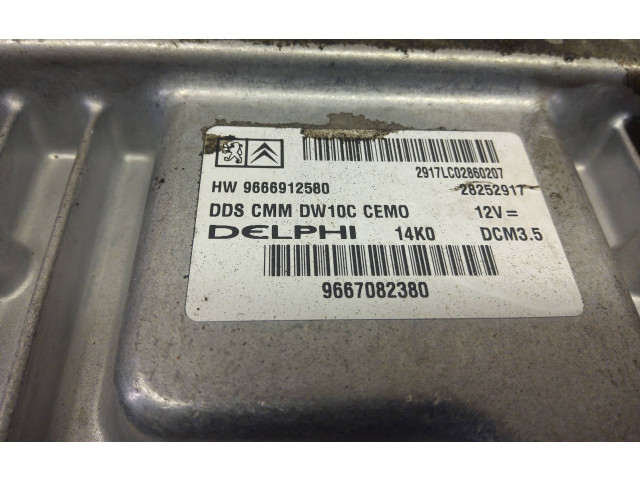 2917LC02860207
HW 9666912580 28252917
DDS CMM DW10C CEMO 12V =
DELPHI 14K0 DCM3.5
9667082380